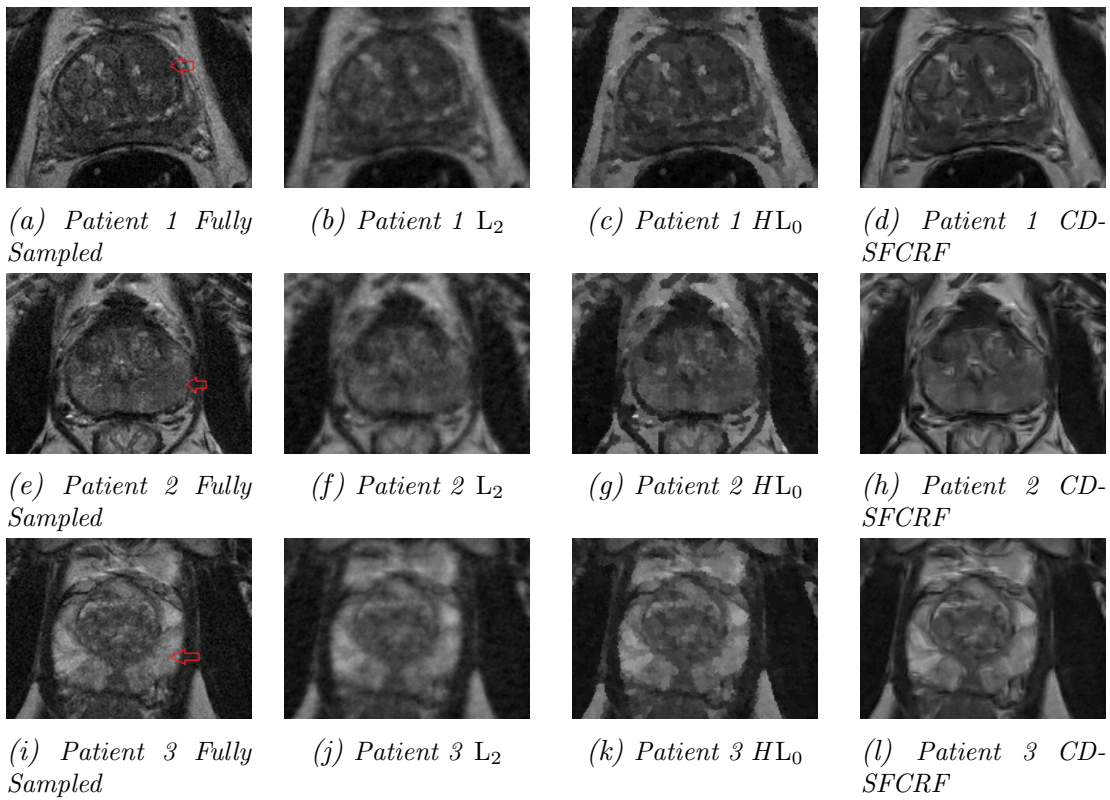 (a) Patient 1 Fully Sampled
(b) Patient 1 L₂
(c) Patient 1 HL₀
(d) Patient 1 CD-SFCRF
(e) Patient 2 Fully Sampled
(f) Patient 2 L₂
(g) Patient 2 HL₀
(h) Patient 2 CD-SFCRF
(i) Patient 3 Fully Sampled
(j) Patient 3 L₂
(k) Patient 3 HL₀
(l) Patient 3 CD-SFCRF